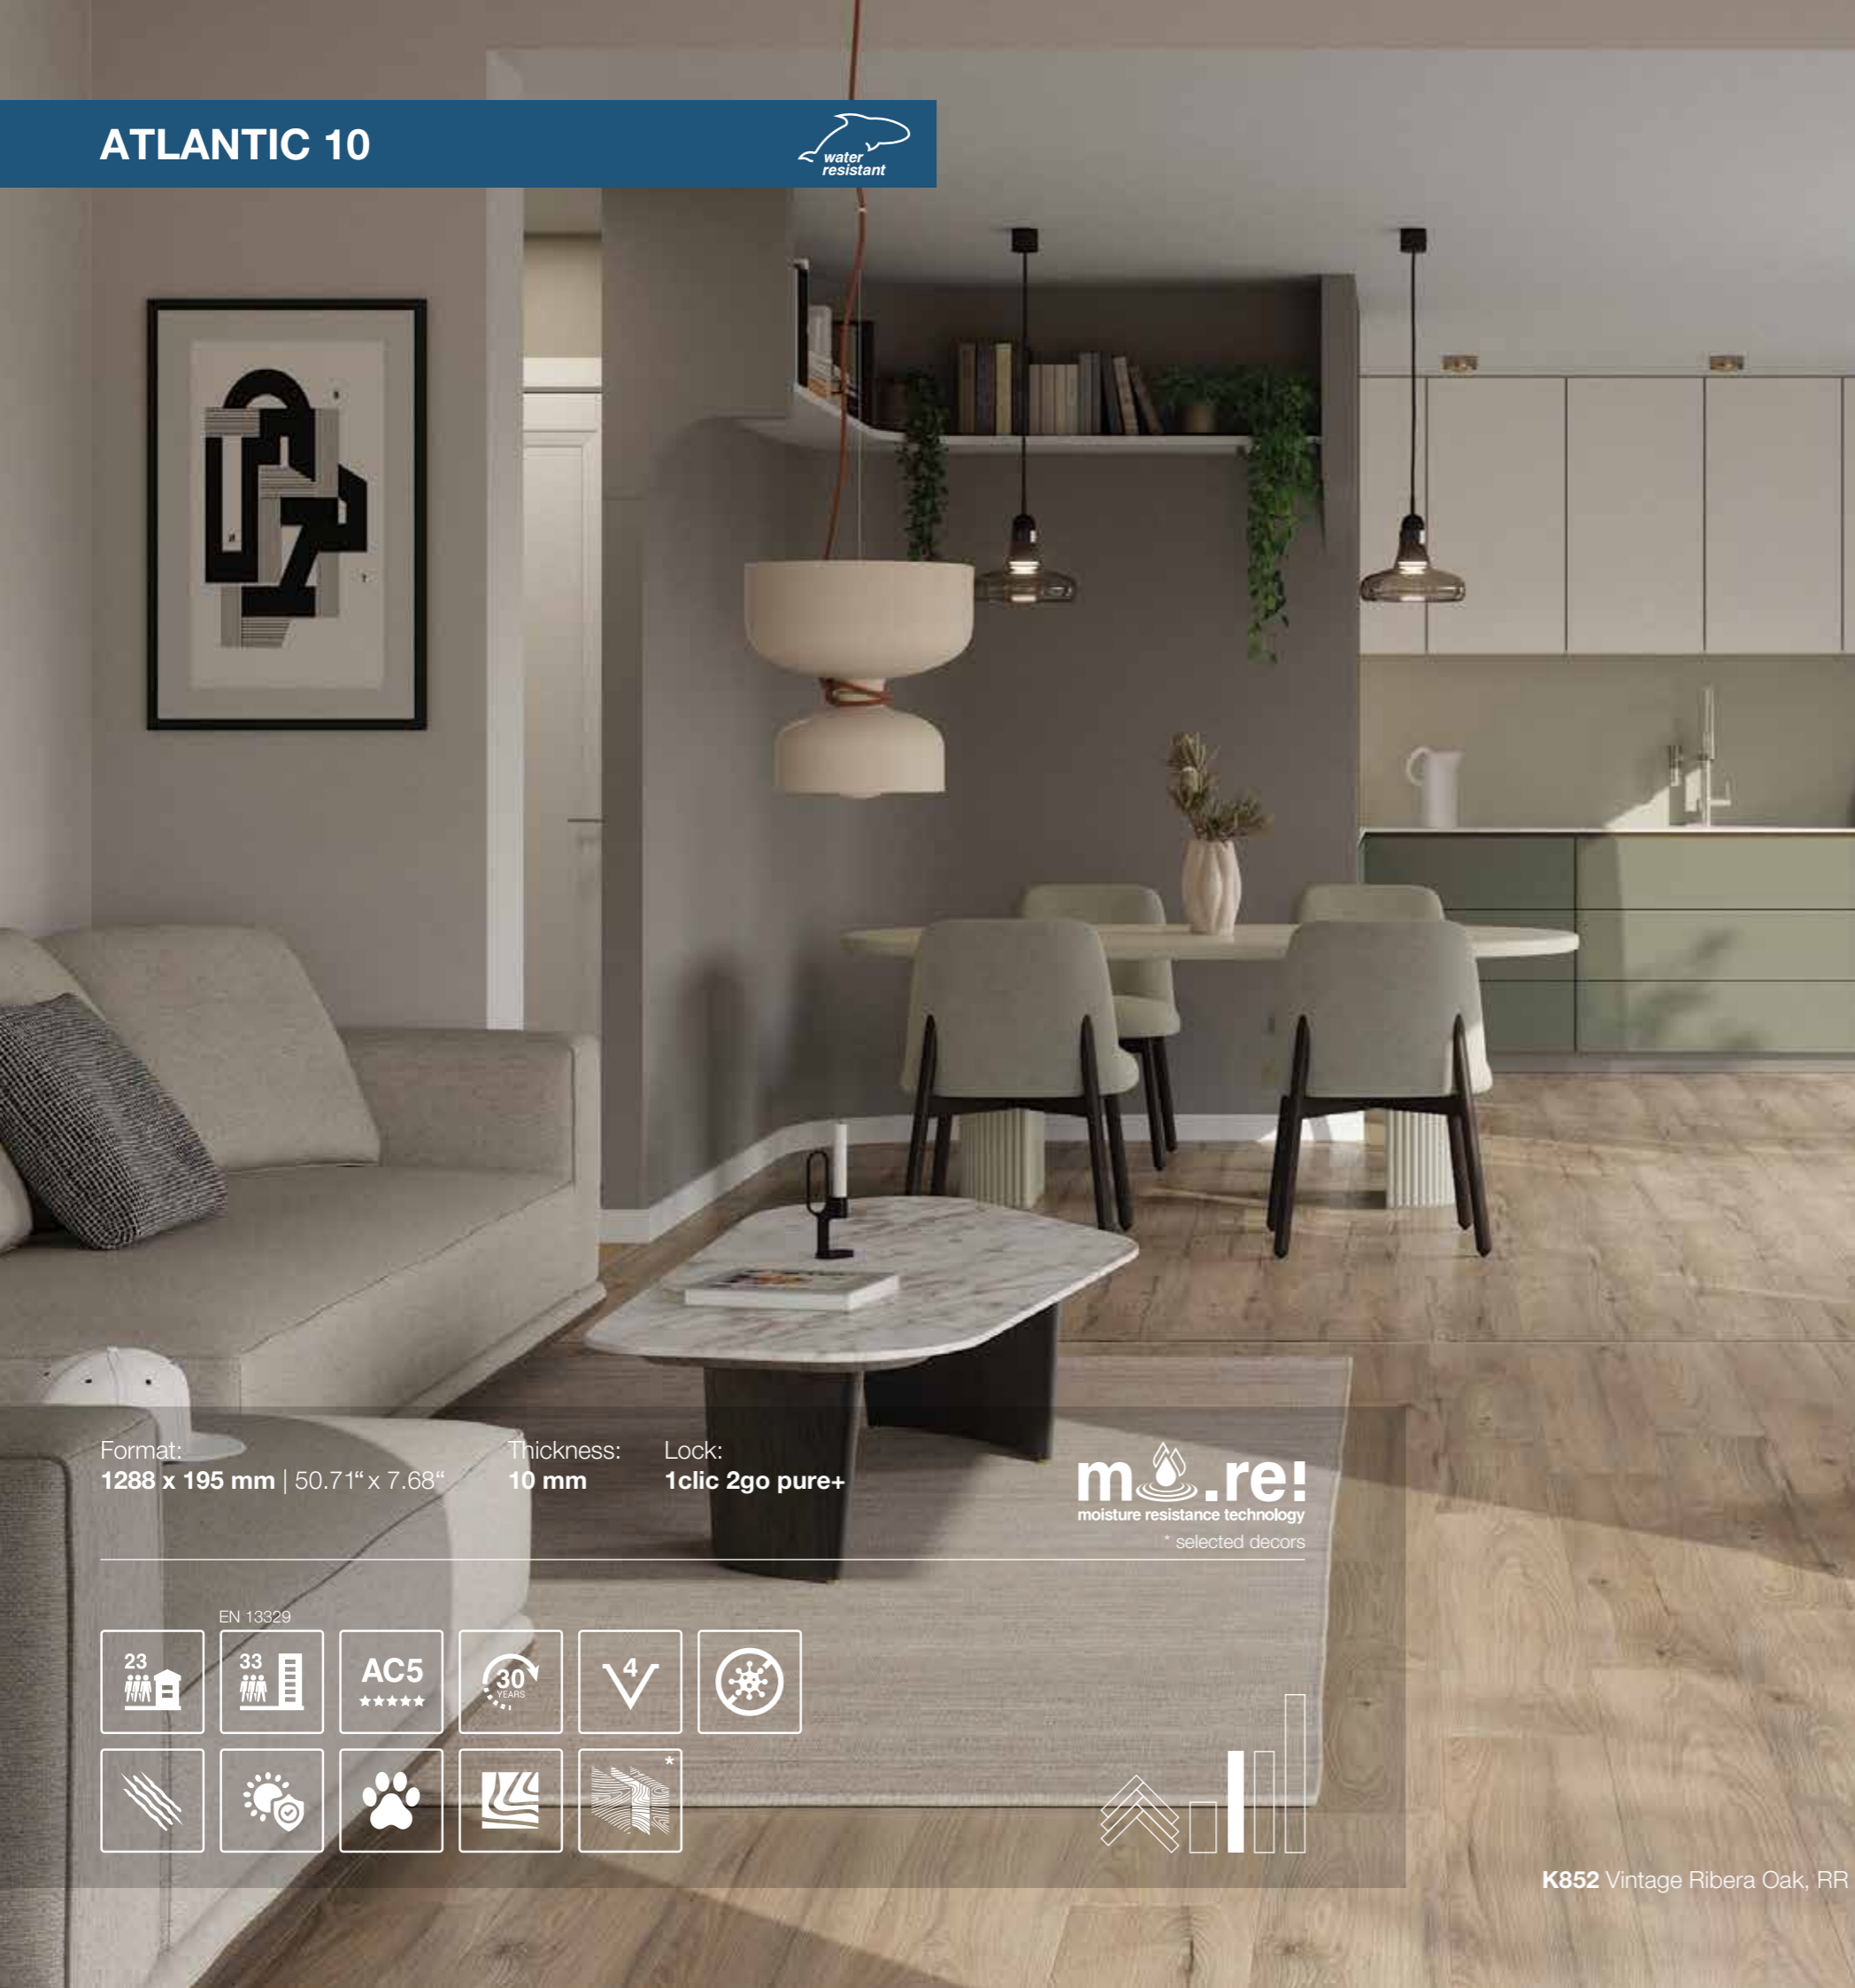 ATLANTIC 10
water
resistant
Format:
1288 x 195 mm | 50.71“ x 7.68“
Thickness:
10 mm
Lock:
1clic 2go pure+
m.re!
moisture resistance technology
* selected decors
EN 13329
23
33
AC5
30
YEARS
4
*
K852 Vintage Ribera Oak, RR